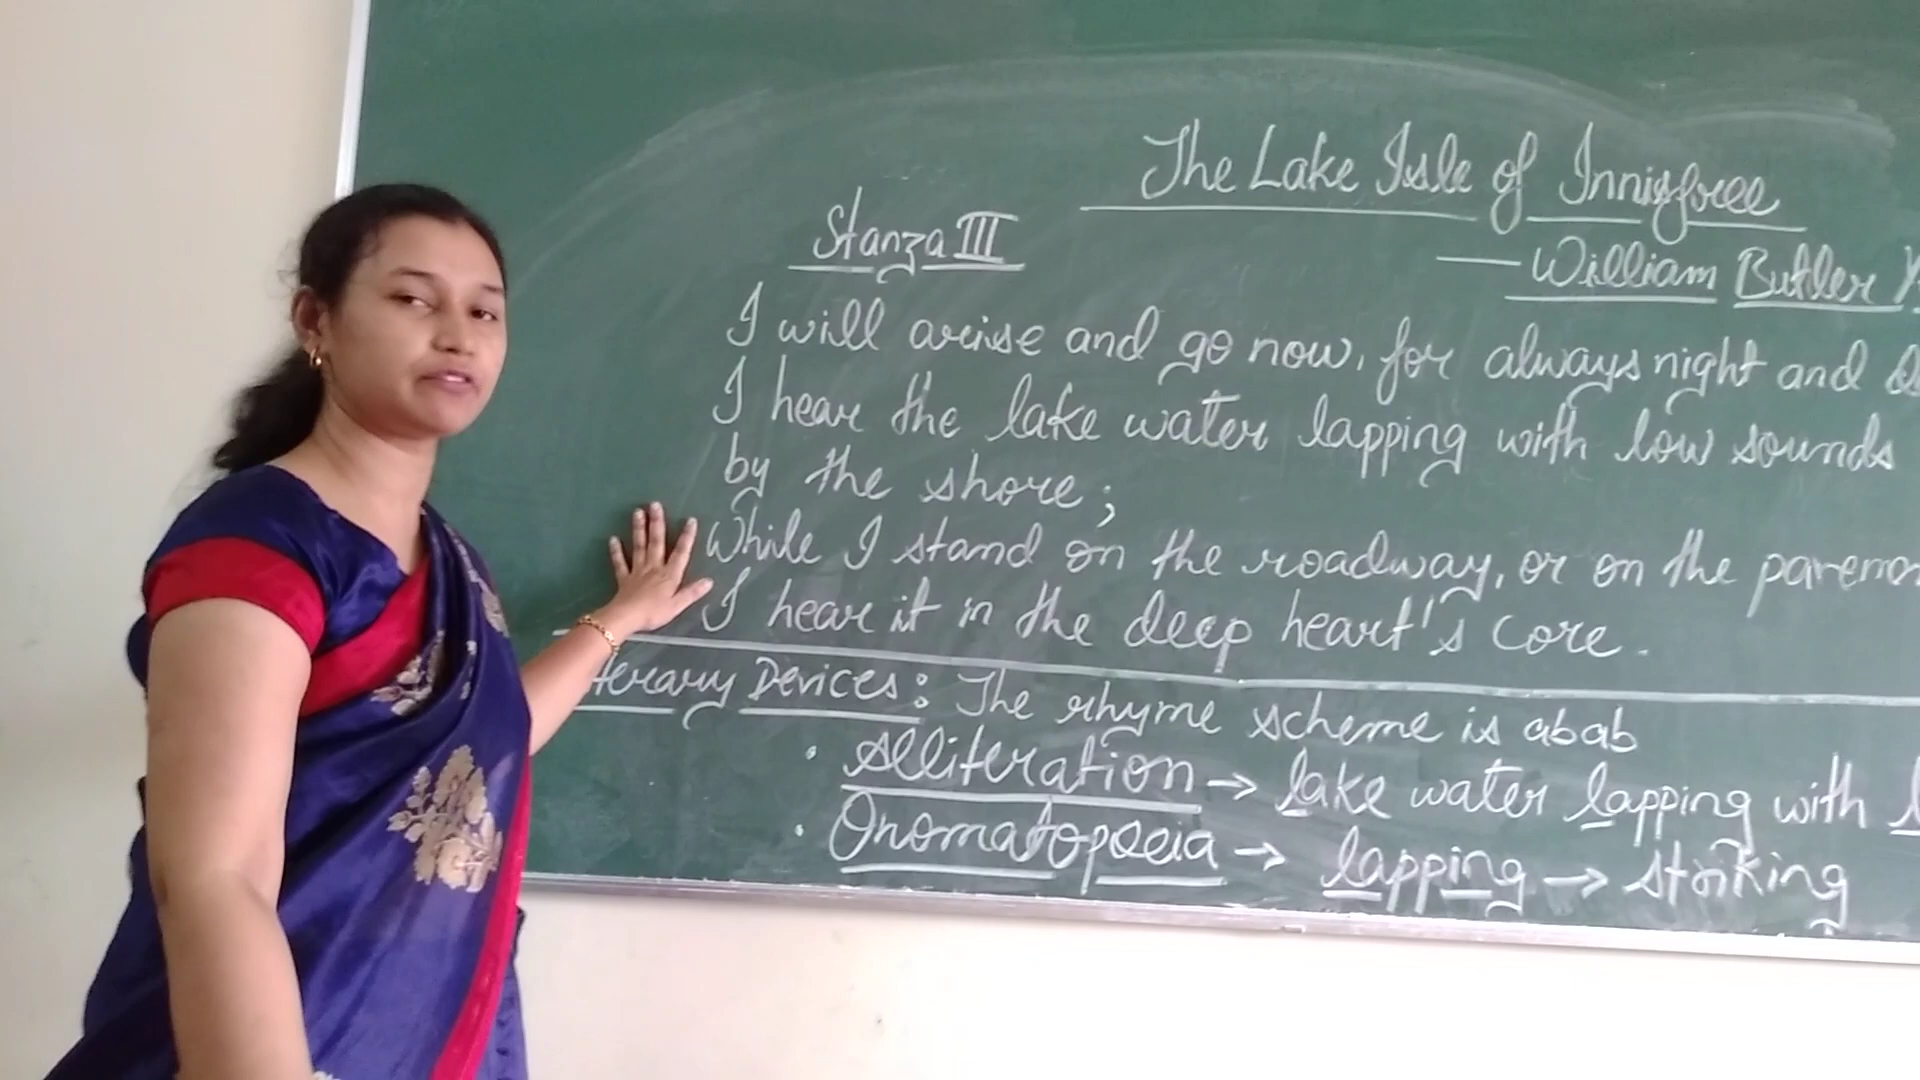 The Lake Isle of Innisfree
Stanza III
— William Butler
I will arise and go now, for always night and
I hear the lake water lapping with low sounds
by the shore;
While I stand on the roadway, or on the
I hear it in the deep heart's core.
Devices: The rhyme scheme is abab
• Alliteration → lake water lapping with
• Onomatopoeia → lapping → striking